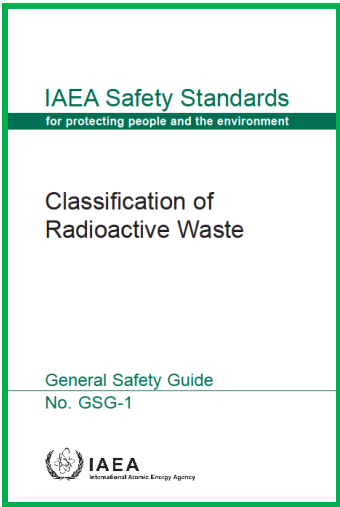 IAEA Safety Standards
for protecting people and the environment
Classification of
Radioactive Waste
General Safety Guide
No. GSG-1
IAEA
International Atomic Energy Agency